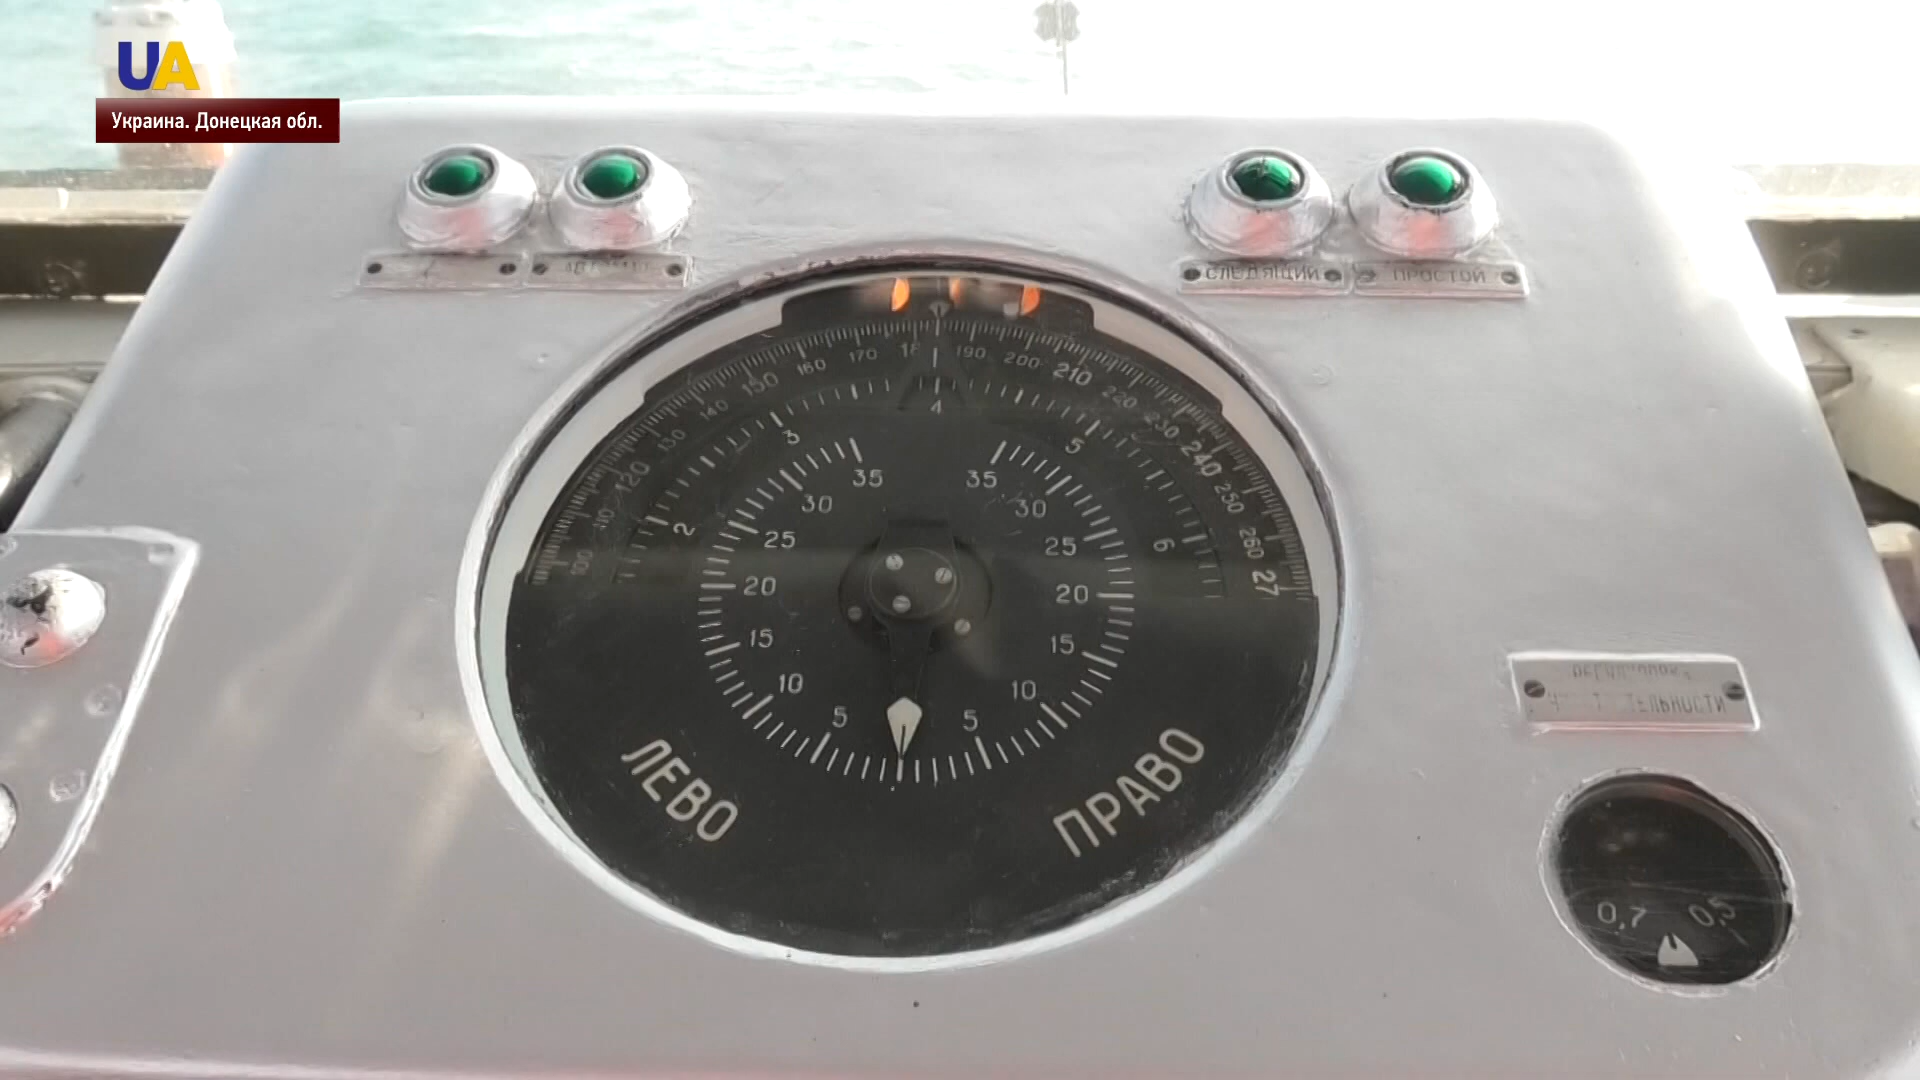 UA
Украина. Донецкая обл.
СЛЕДЯЩИЙ
ПРОСТОЙ
120 130 140 150 160 170 190 200 210 220 230 240 250 260 27
2 3 4 5 6
35 35
30 30
25 25
20 20
15 15
10 10
5 5
ЛЕВО ПРАВО
0,7 0,5